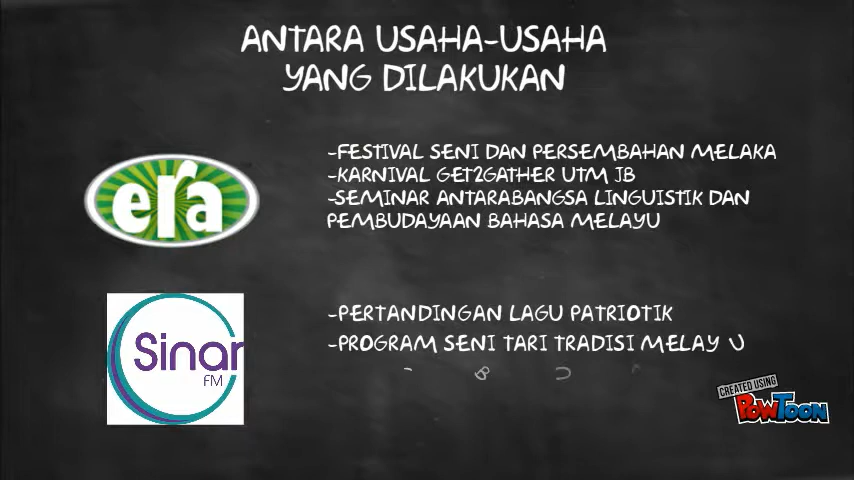 ANTARA USAHA-USAHA
YANG DILAKUKAN
era
-FESTIVAL SENI DAN PERSEMBAHAN MELAKA
-KARNIVAL GET2GATHER UTM JB
-SEMINAR ANTARABANGSA LINGUISTIK DAN
PEMBUDAYAAN BAHASA MELAYU
Sinar
FM
-PERTANDINGAN LAGU PATRIOTIK
-PROGRAM SENI TARI TRADISI MELAY U
CREATED USING
POWTOON